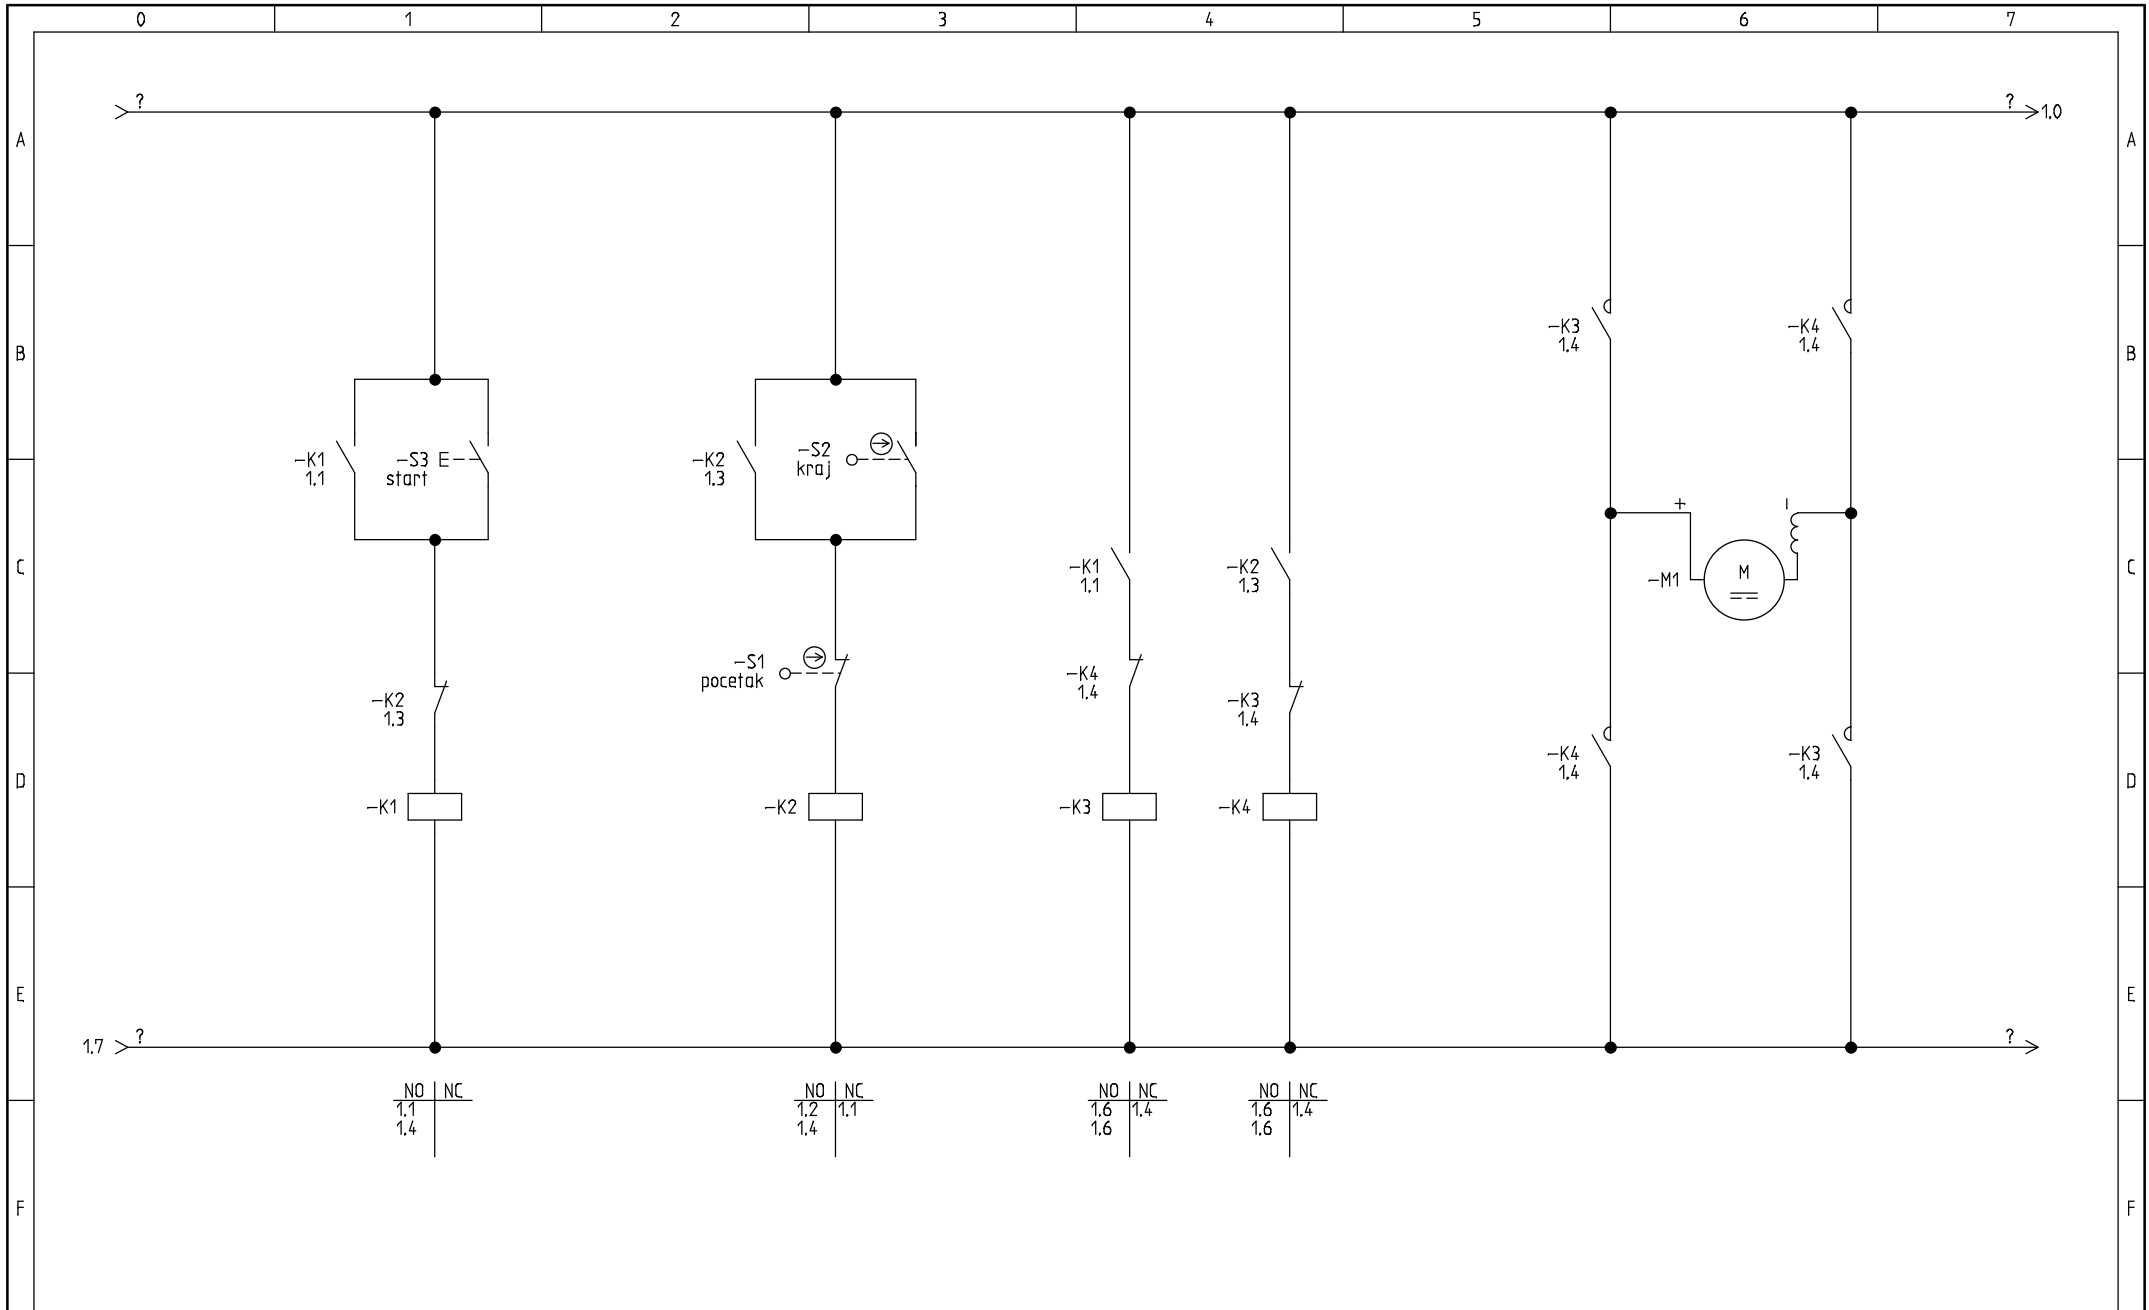 0 1 2 3 4 5 6 7
? ? 1.0
A A
B B
-K3
1.4
-K4
1.4
-K1
1.1
-S3
start
-K2
1.3
-S2
kraj
+ -
C C
-K1
1.1
-K2
1.3
-M1
M
-S1
pocetak
-K4
1.4
-K2
1.3
-K3
1.4
-K4
1.4
-K3
1.4
D D
-K1
-K2
-K3
-K4
E E
1.7 ? ?
NO NC
1.1
1.4
NO NC
1.2 1.1
1.4
NO NC
1.6 1.4
1.6
NO NC
1.6 1.4
1.6
F F